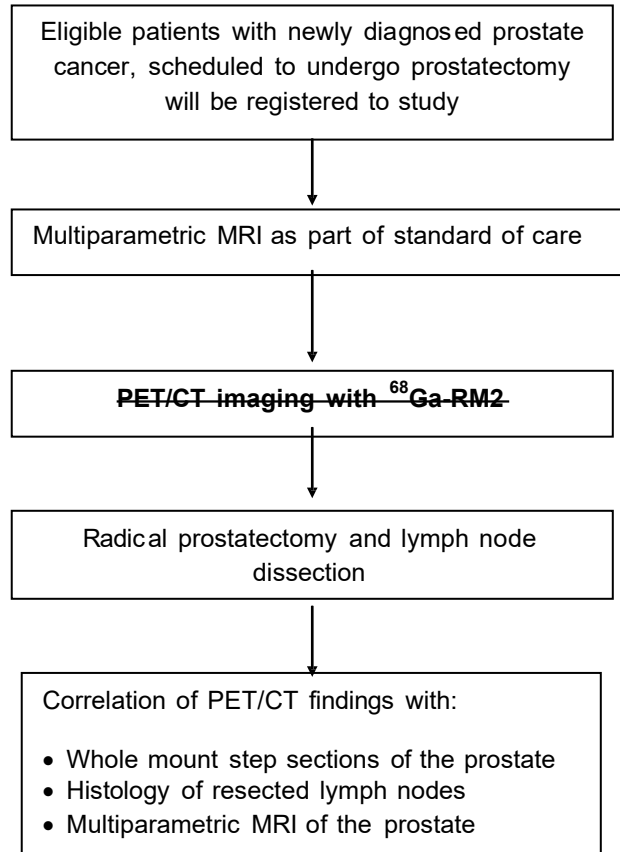 Eligible patients with newly diagnosed prostate
cancer, scheduled to undergo prostatectomy
will be registered to study
Multiparametric MRI as part of standard of care
PET/CT imaging with ⁶⁸Ga-RM2
Radical prostatectomy and lymph node
dissection
Correlation of PET/CT findings with:
• Whole mount step sections of the prostate
• Histology of resected lymph nodes
• Multiparametric MRI of the prostate